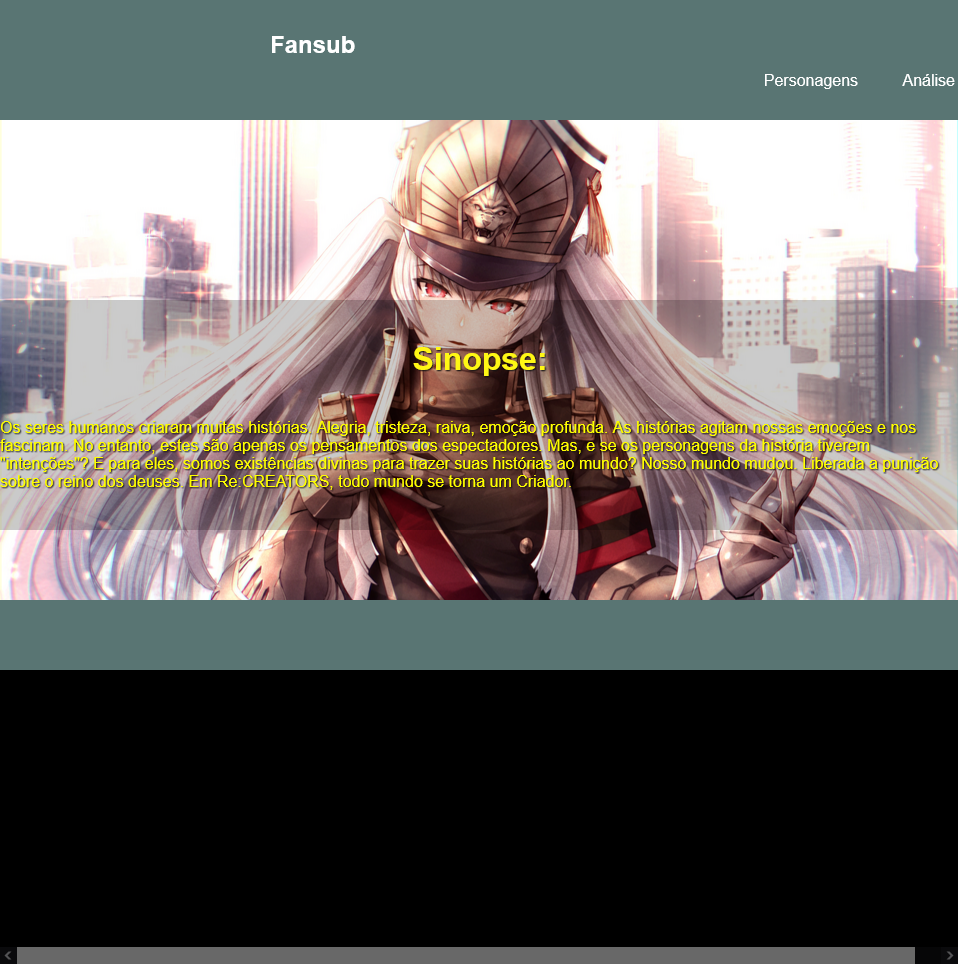 Fansub
Personagens Análise
Sinopse:
Os seres humanos criaram muitas histórias. Alegria, tristeza, raiva, emoção profunda. As histórias agitam nossas emoções e nos
fascinam. No entanto, estes são apenas os pensamentos dos espectadores. Mas, e se os personagens da história tiverem
"intenções"? E para eles, somos existências divinas para trazer suas histórias ao mundo? Nosso mundo mudou. Liberada a punição
sobre o reino dos deuses. Em Re:CREATORS, todo mundo se torna um Criador.